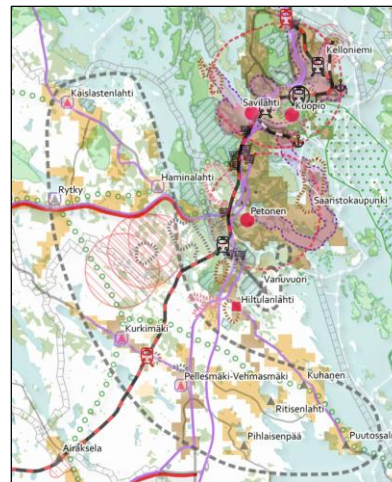 Kelloniemi
Kaislastenlahti
Savilahti
Kuopio
Rytky
Haminalahti
Saaristokaupunki
Petonen
Vanuvuori
Hiltulanlahti
Kurkimäki
Pellesmäki-Vehmasmäki
Kuhanen
Ritisenlahti
Pihlaisenpää
Puutossalmi
Airaksela